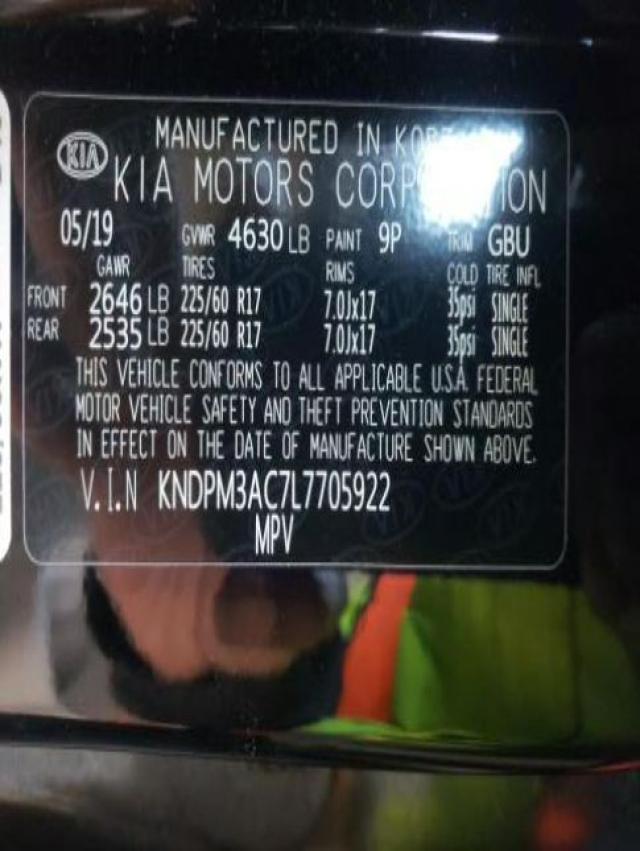 KIA
MANUFACTURED IN
KIA MOTORS CORPORATION
05/19 GVWR 4630 LB PAINT 9P TRIM GBU
GAWR TIRES RIMS COLD TIRE INFL
FRONT 2646 LB 225/60 R17 7.0Jx17 35psi SINGLE
REAR 2535 LB 225/60 R17 7.0Jx17 35psi SINGLE
THIS VEHICLE CONFORMS TO ALL APPLICABLE U.S.A. FEDERAL
MOTOR VEHICLE SAFETY AND THEFT PREVENTION STANDARDS
IN EFFECT ON THE DATE OF MANUFACTURE SHOWN ABOVE.
V.I.N KNDPM3AC7L7705922
MPV